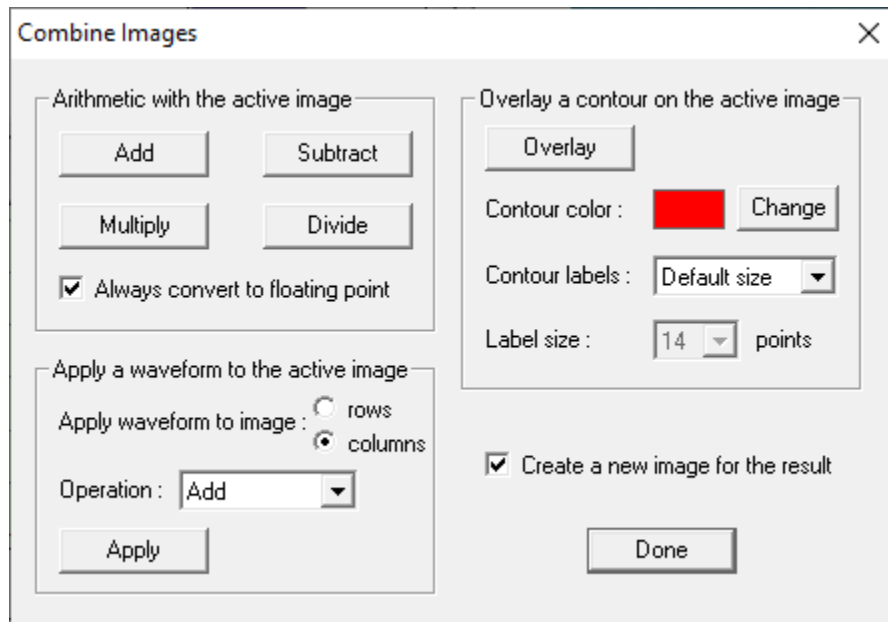 Combine Images
Arithmetic with the active image
Add
Subtract
Multiply
Divide
Always convert to floating point
Apply a waveform to the active image
Apply waveform to image :
rows
columns
Operation :
Add
Apply
Overlay a contour on the active image
Overlay
Contour color :
Change
Contour labels :
Default size
Label size :
14
points
Create a new image for the result
Done